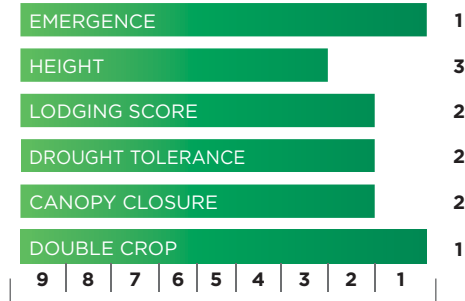 EMERGENCE 1
HEIGHT 3
LODGING SCORE 2
DROUGHT TOLERANCE 2
CANOPY CLOSURE 2
DOUBLE CROP 1
9 8 7 6 5 4 3 2 1